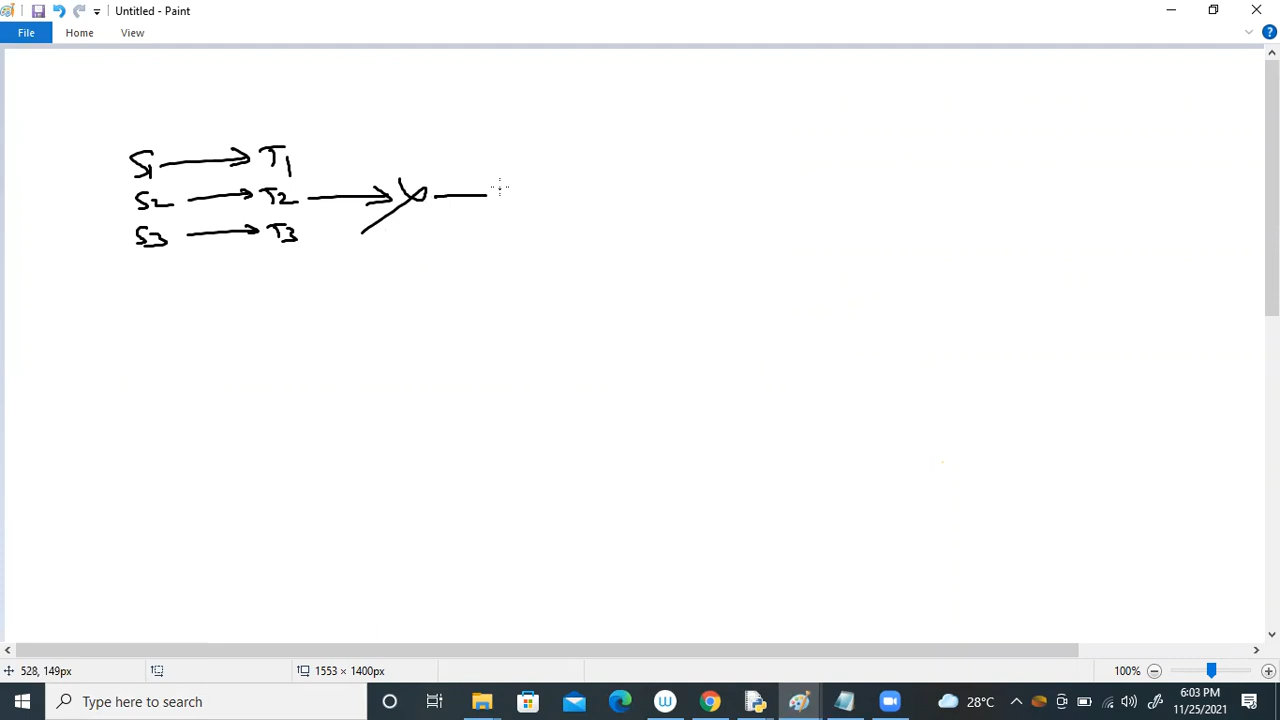 Untitled - Paint
File Home View
S1 → T1
S2 → T2 →
S3 → T3
528, 149px
1553 × 1400px
100%
Type here to search
28°C
6:03 PM
11/25/2021